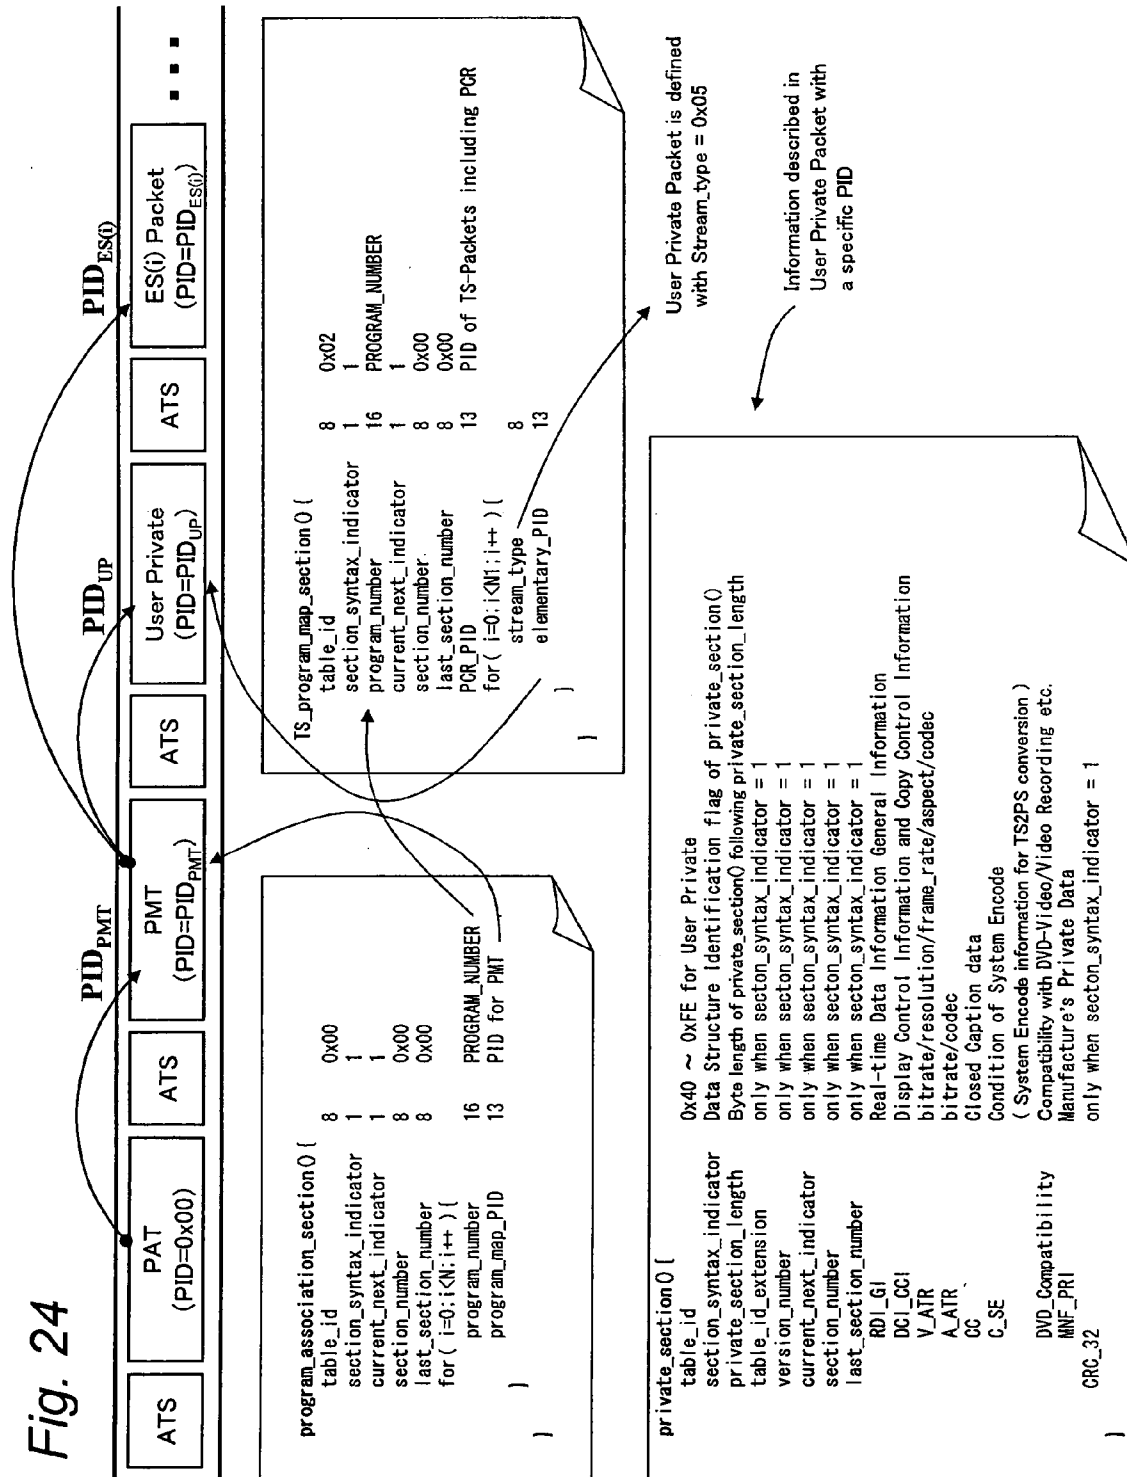 Fig. 24
PID_PMT
PID_UP
PID_ES(i)
ATS
PAT
(PID=0x00)
ATS
PMT
(PID=PID_PMT)
ATS
User Private
(PID=PID_UP)
ATS
ES(i) Packet
(PID=PID_ES(i))
▪ ▪ ▪
program_association_section() {
table_id 8 0x00
section_syntax_indicator 1 1
current_next_indicator 1 1
section_number 8 0x00
last_section_number 8 0x00
for( i=0;i<N;i++ ) {
program_number 16 PROGRAM_NUMBER
program_map_PID 13 PID for PMT
}
}
TS_program_map_section() {
table_id 8 0x02
section_syntax_indicator 1 1
program_number 16 PROGRAM_NUMBER
current_next_indicator 1 1
section_number 8 0x00
last_section_number 8 0x00
PCR_PID 13 PID of TS-Packets including PCR
for( i=0;i<N1;i++ ) {
stream_type 8
elementary_PID 13
}
}
User Private Packet is defined
with Stream_type = 0x05
private_section() {
table_id 0x40 ~ 0xFE for User Private
section_syntax_indicator Data Structure Identification flag of private_section()
private_section_length Byte length of private_section() following private_section_length
table_id_extension only when secton_syntax_indicator = 1
version_number only when secton_syntax_indicator = 1
current_next_indicator only when secton_syntax_indicator = 1
section_number only when secton_syntax_indicator = 1
last_section_number only when secton_syntax_indicator = 1
RDI_GI Real-time Data Information General Information
DCI_CCI Display Control Information and Copy Control Information
V_ATR bitrate/resolution/frame_rate/aspect/codec
A_ATR bitrate/codec
CC Closed Caption data
C_SE Condition of System Encode
( System Encode information for TS2PS conversion )
DVD_Compatibility Compatibility with DVD-Video/Video Recording etc.
MNF_PRI Manufacture's Private Data
CRC_32 only when secton_syntax_indicator = 1
}
Information described in
User Private Packet with
a specific PID